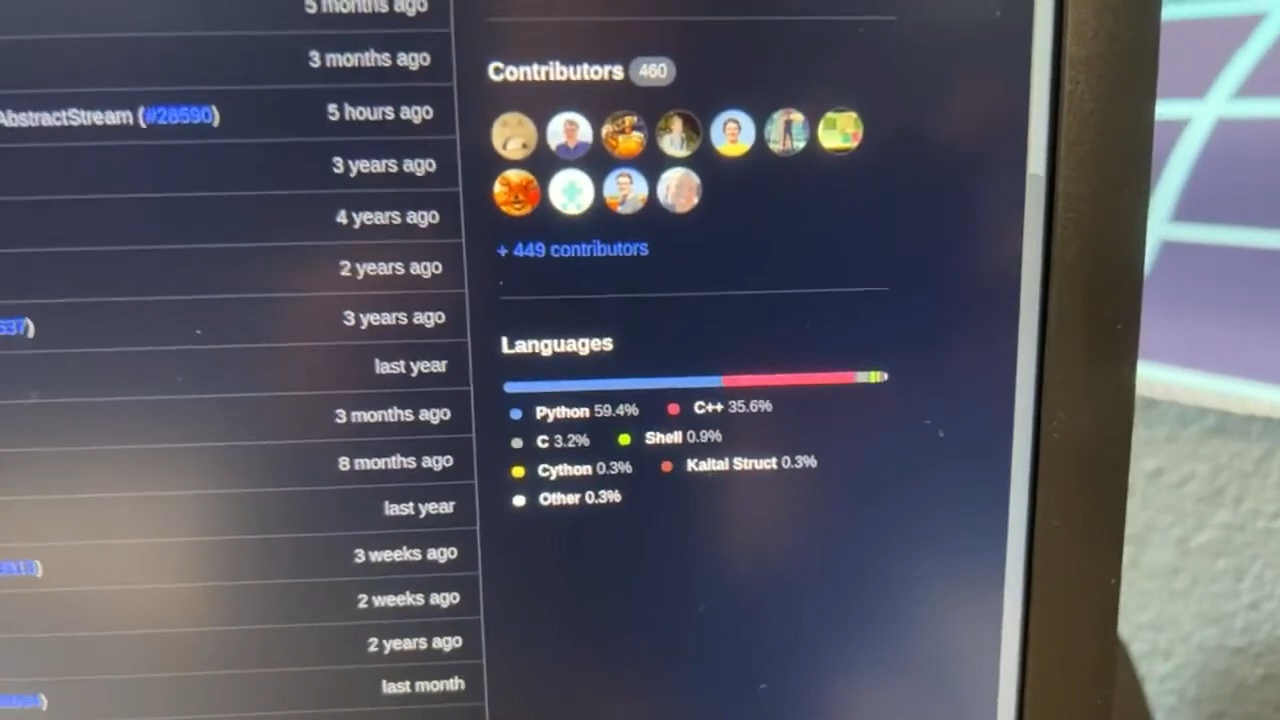 5 months ago
3 months ago
AbstractStream (#28590) 5 hours ago
3 years ago
4 years ago
2 years ago
637) 3 years ago
last year
3 months ago
8 months ago
last year
3 weeks ago
2 weeks ago
2 years ago
last month
Contributors 460
+ 449 contributors
Languages
Python 59.4% C++ 35.6%
C 3.2% Shell 0.9%
Cython 0.3% Kaitai Struct 0.3%
Other 0.3%